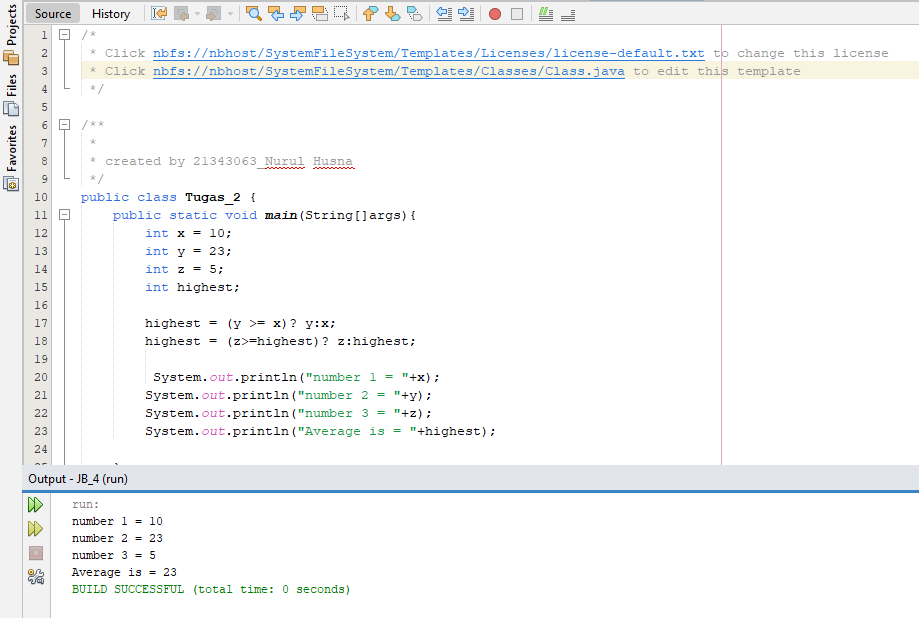 Source History
Projects
Files
Favorites
1 /*
2 * Click nbfs://nbhost/SystemFileSystem/Templates/Licenses/license-default.txt to change this license
3 * Click nbfs://nbhost/SystemFileSystem/Templates/Classes/Class.java to edit this template
4 */
5
6 /**
7 *
8 * created by 21343063_Nurul Husna
9 */
10 public class Tugas_2 {
11 public static void main(String[]args){
12 int x = 10;
13 int y = 23;
14 int z = 5;
15 int highest;
16
17 highest = (y >= x)? y:x;
18 highest = (z>=highest)? z:highest;
19
20 System.out.println("number 1 = "+x);
21 System.out.println("number 2 = "+y);
22 System.out.println("number 3 = "+z);
23 System.out.println("Average is = "+highest);
24
25 }
Output - JB_4 (run)
run:
number 1 = 10
number 2 = 23
number 3 = 5
Average is = 23
BUILD SUCCESSFUL (total time: 0 seconds)